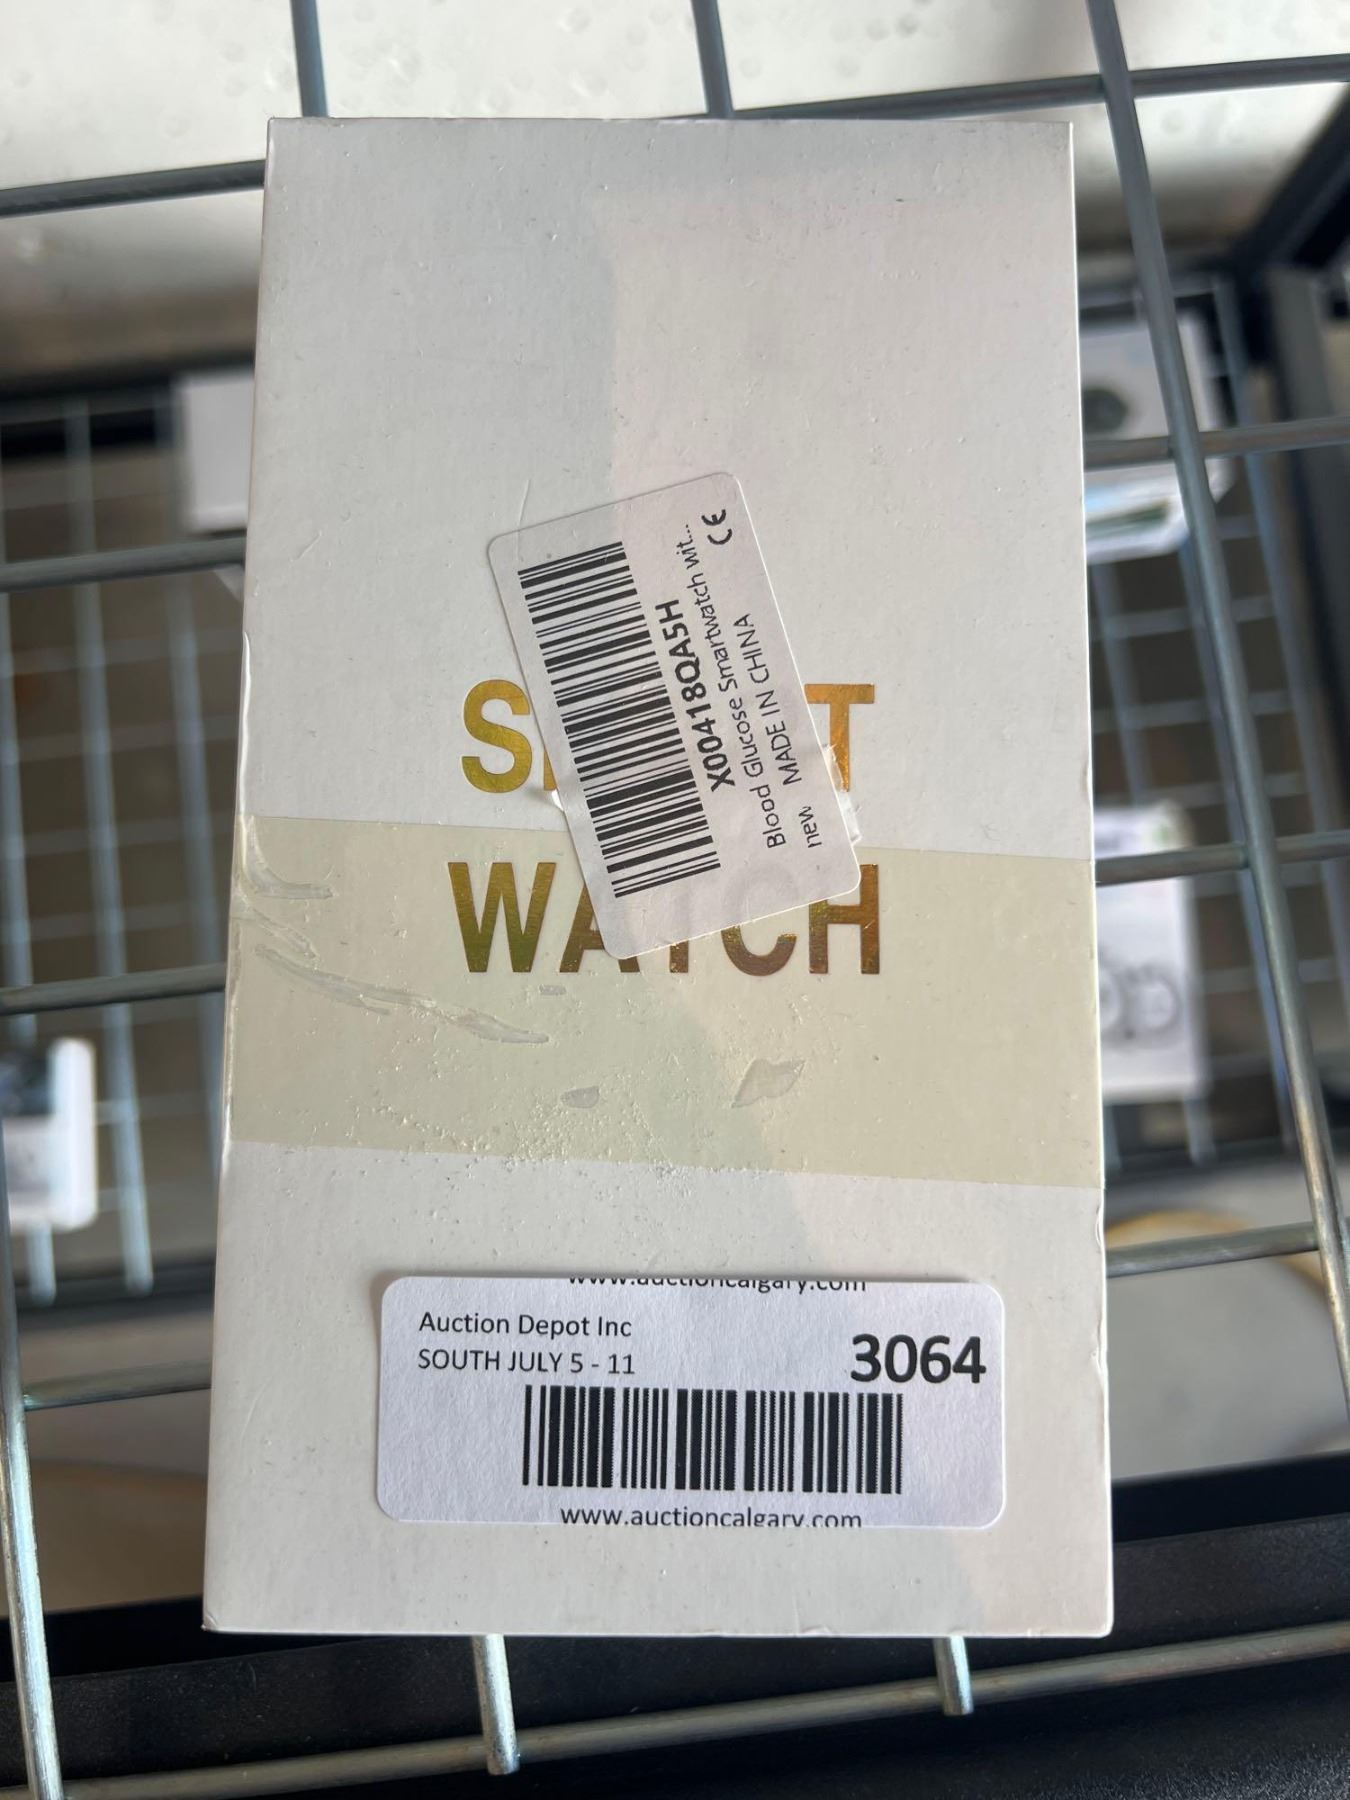 SMART
WATCH
X00418QA5H
Blood Glucose Smartwatch wit...
new MADE IN CHINA
CE
www.auctioncalgary.com
Auction Depot Inc
SOUTH JULY 5 - 11
3064
www.auctioncalgary.com